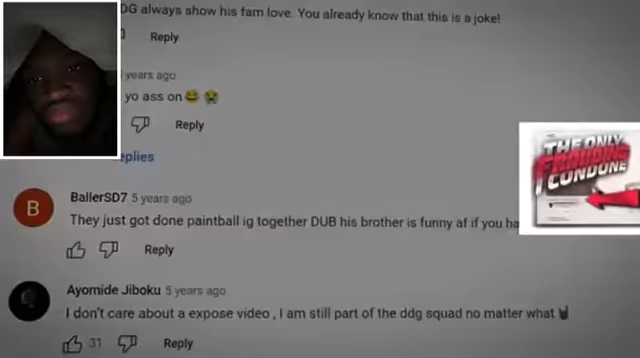 DG always show his fam love. You already know that this is a joke!
Reply
years ago
yo ass on😂 😭
Reply
eplies
B
BallerSD7 5 years ago
They just got done paintball ig together DUB his brother is funny af if you ha
Reply
Ayomide Jiboku 5 years ago
I don't care about a expose video , I am still part of the ddg squad no matter what 🤘
31
Reply
THE ONLY
FRAUDING
I CONDONE